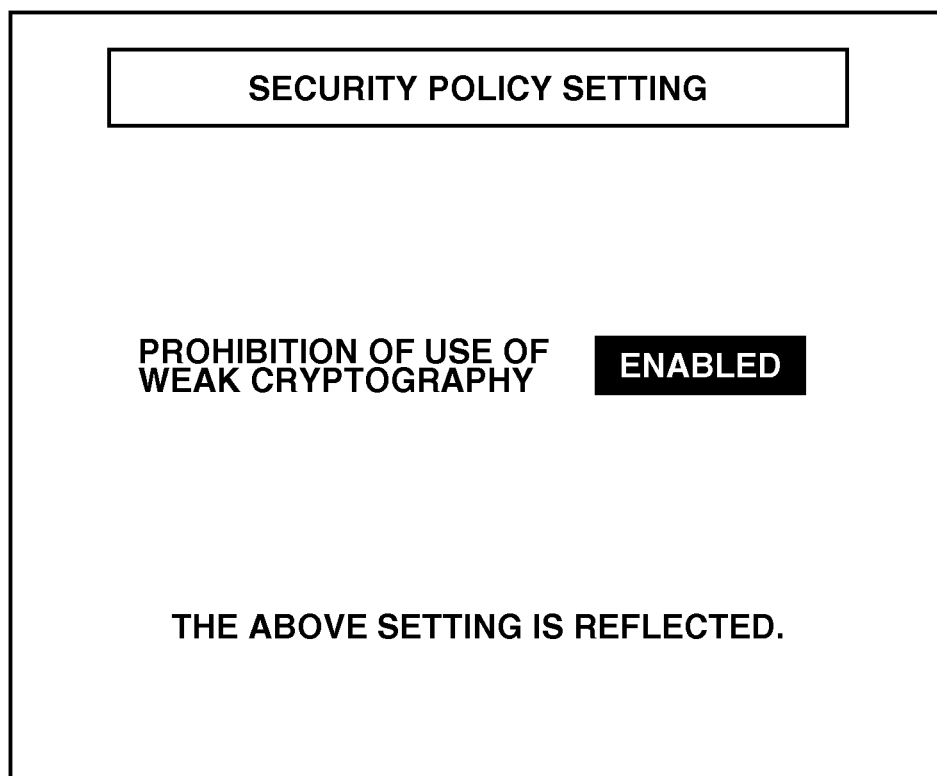 SECURITY POLICY SETTING
PROHIBITION OF USE OF
WEAK CRYPTOGRAPHY
ENABLED
THE ABOVE SETTING IS REFLECTED.